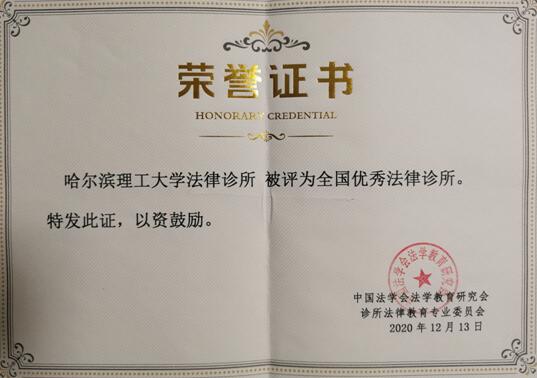 荣誉证书
HONORARY CREDENTIAL
哈尔滨理工大学法律诊所 被评为全国优秀法律诊所。
特发此证，以资鼓励。
中国法学会法学教育研究会
诊所法律教育专业委员会
2020 年 12 月 13 日